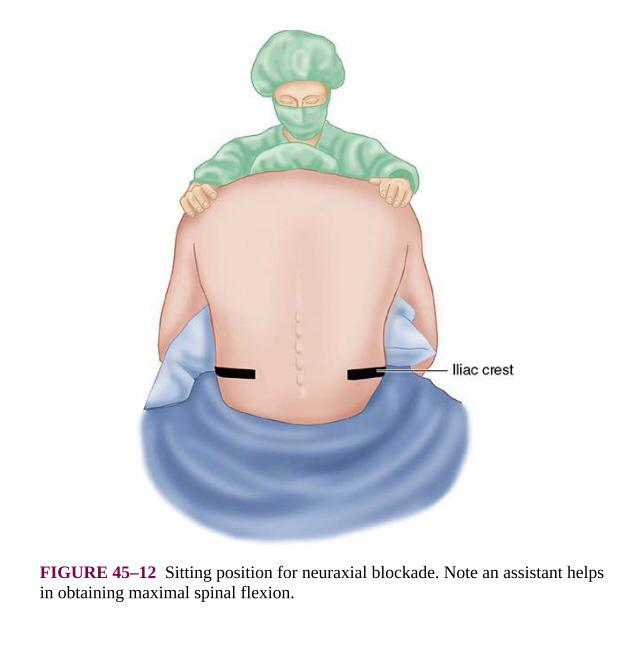 Iliac crest
FIGURE 45–12 Sitting position for neuraxial blockade. Note an assistant helps
in obtaining maximal spinal flexion.